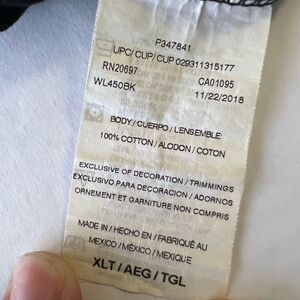 P347841
UPC/ CUP/ CUP 029311315177
RN20697 CA01095
WL450BK 11/22/2018
BODY / CUERPO / LENSEMBLE:
100% COTTON / ALODON / COTON
EXCLUSIVE OF DECORATION / TRIMMINGS
EXCLUSIVO PARA DECORACION / ADORNOS
ORNEMENT ET GARNITURE NON COMPRIS
MADE IN / HECHO EN / FABRIQUÉ AU
MEXICO / MÉXICO / MEXIQUE
XLT / AEG / TGL